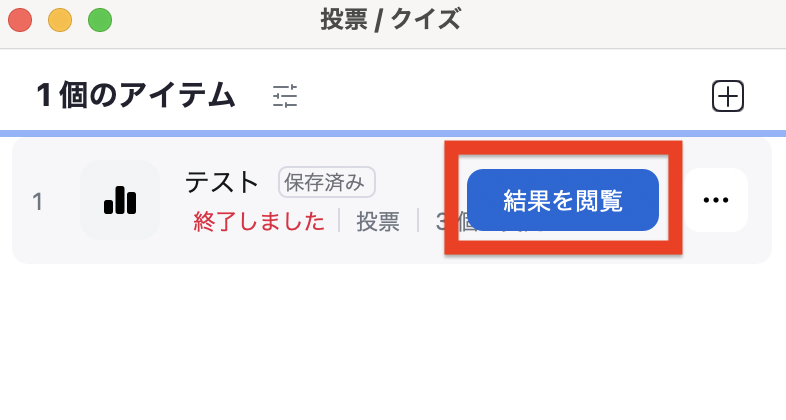 投票 / クイズ
1 個のアイテム
1
テスト 保存済み
終了しました 投票 3 個
結果を閲覧